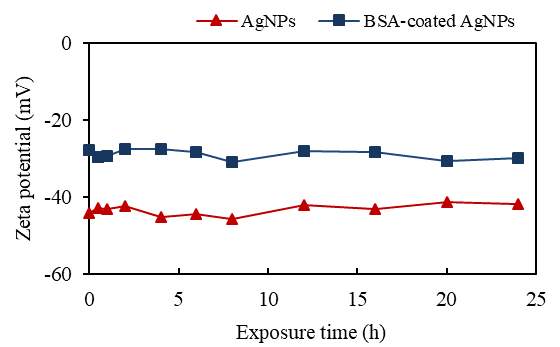 AgNPs BSA-coated AgNPs
0
-20
-40
-60
Zeta potential (mV)
0 5 10 15 20 25
Exposure time (h)